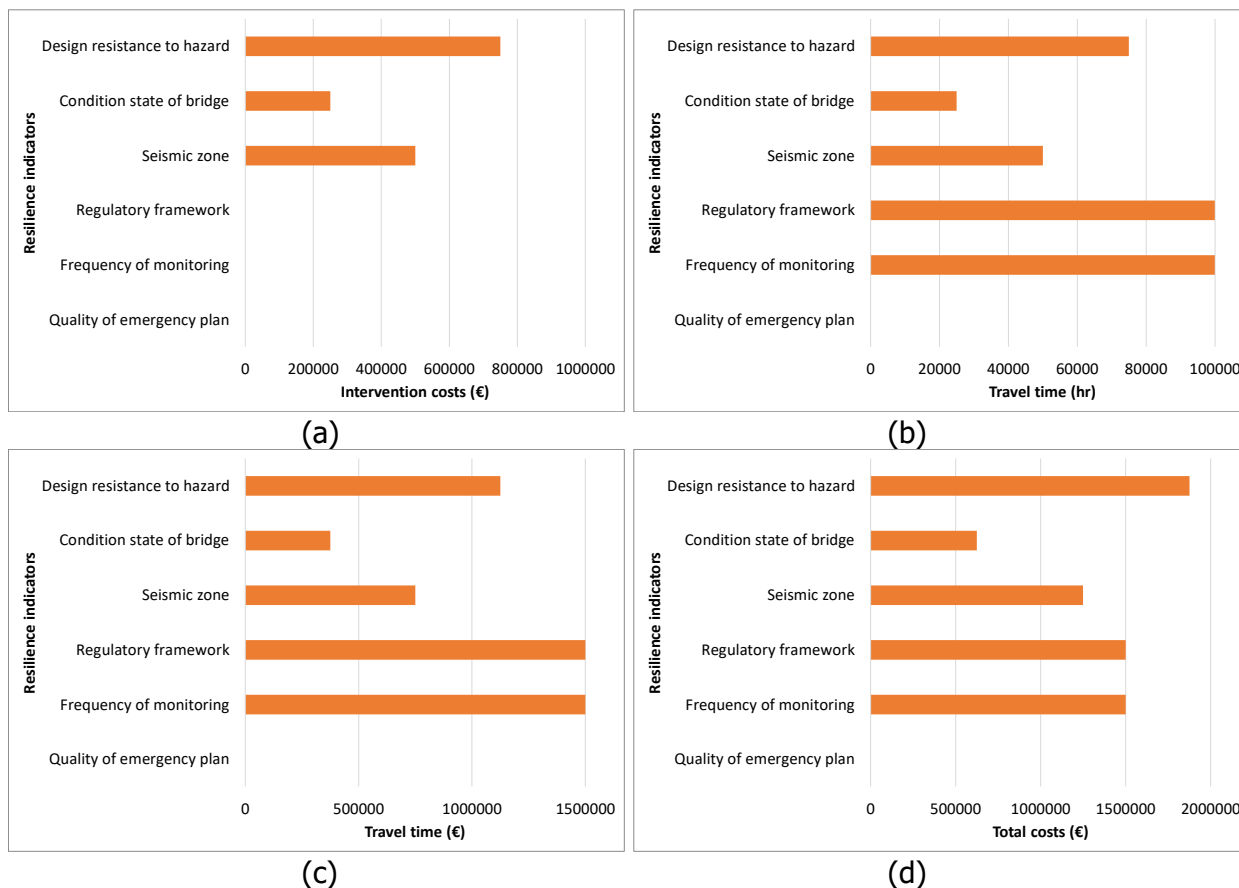 Resilience indicators
Design resistance to hazard
Condition state of bridge
Seismic zone
Regulatory framework
Frequency of monitoring
Quality of emergency plan
0 200000 400000 600000 800000 1000000
Intervention costs (€)
(a)
Resilience indicators
Design resistance to hazard
Condition state of bridge
Seismic zone
Regulatory framework
Frequency of monitoring
Quality of emergency plan
0 20000 40000 60000 80000 100000
Travel time (hr)
(b)
Resilience indicators
Design resistance to hazard
Condition state of bridge
Seismic zone
Regulatory framework
Frequency of monitoring
Quality of emergency plan
0 500000 1000000 1500000
Travel time (€)
(c)
Resilience indicators
Design resistance to hazard
Condition state of bridge
Seismic zone
Regulatory framework
Frequency of monitoring
Quality of emergency plan
0 500000 1000000 1500000 2000000
Total costs (€)
(d)